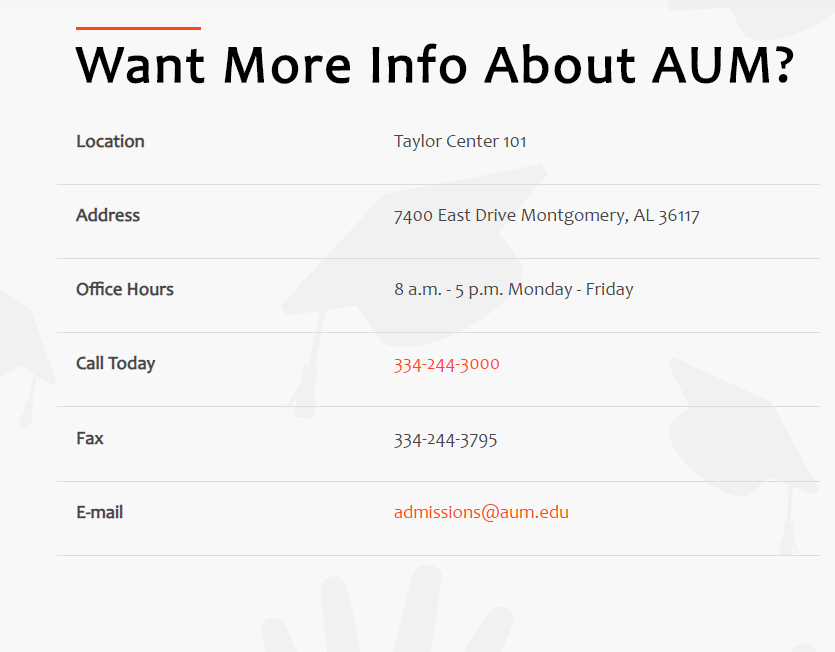 Want More Info About AUM?
Location Taylor Center 101
Address 7400 East Drive Montgomery, AL 36117
Office Hours 8 a.m. - 5 p.m. Monday - Friday
Call Today 334-244-3000
Fax 334-244-3795
E-mail admissions@aum.edu